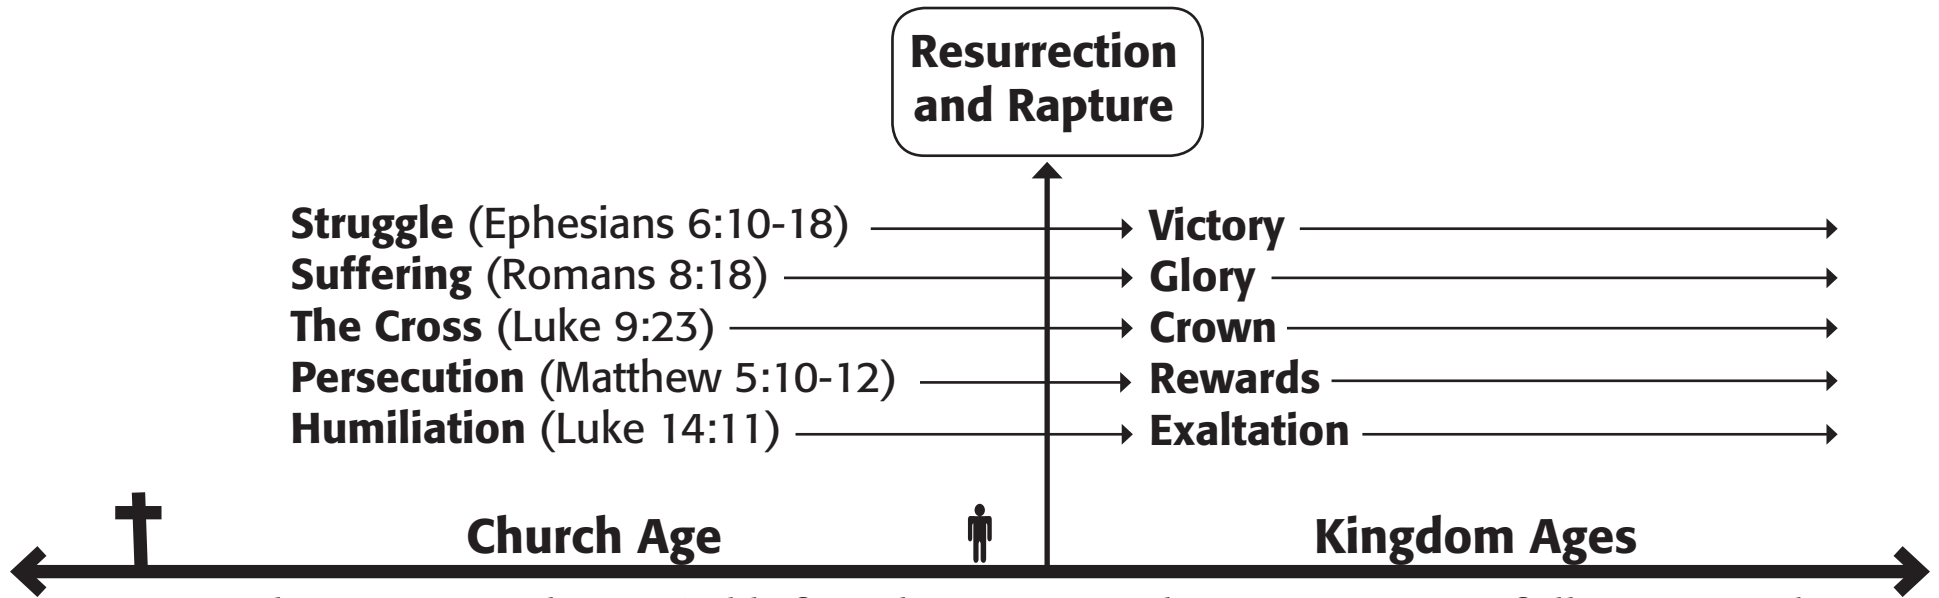 Resurrection
and Rapture
Struggle (Ephesians 6:10-18) Victory
Suffering (Romans 8:18) Glory
The Cross (Luke 9:23) Crown
Persecution (Matthew 5:10-12) Rewards
Humiliation (Luke 14:11) Exaltation
Church Age Kingdom Ages